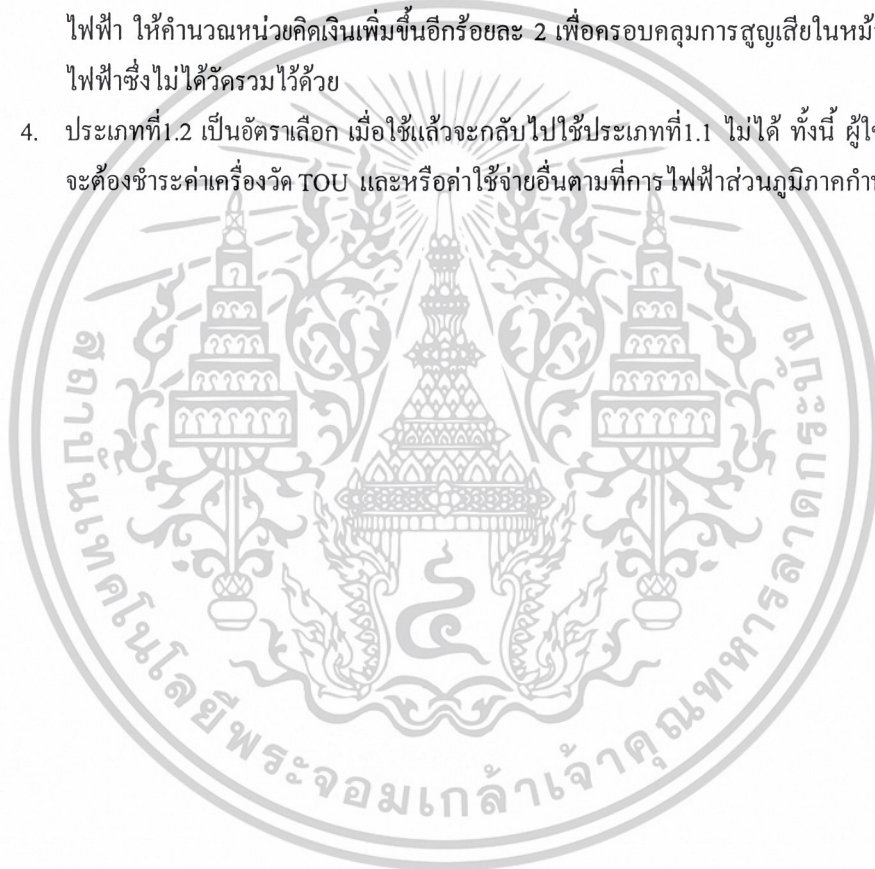 ไฟฟ้า ให้คำนวณหน่วยคิดเงินเพิ่มขึ้นอีกร้อยละ 2 เพื่อครอบคลุมการสูญเสียในหม้
ไฟฟ้าซึ่งไม่ได้วัดรวมไว้ด้วย
4. ประเภทที่1.2 เป็นอัตราเลือก เมื่อใช้แล้วจะกลับไปใช้ประเภทที่1.1 ไม่ได้ ทั้งนี้ ผู้ใช
จะต้องชำระค่าเครื่องวัด TOU และหรือค่าใช้จ่ายอื่นตามที่การไฟฟ้าส่วนภูมิภาคกำ
สถาบันเทคโนโลยีพระจอมเกล้าเจ้าคุณทหารลาดกระบัง
๔